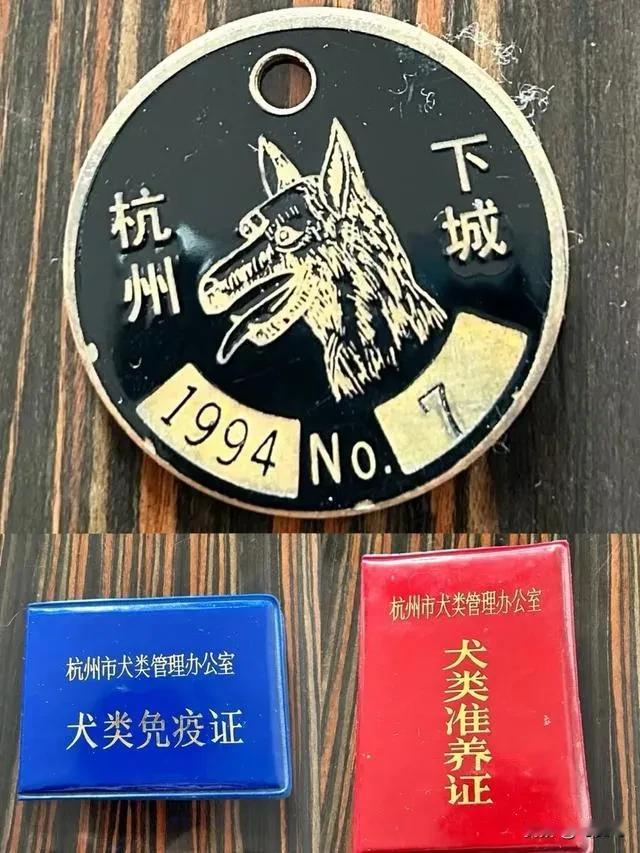 杭州
下城
1994 No. 7
杭州市犬类管理办公室
犬类免疫证
杭州市犬类管理办公室
犬类准养证